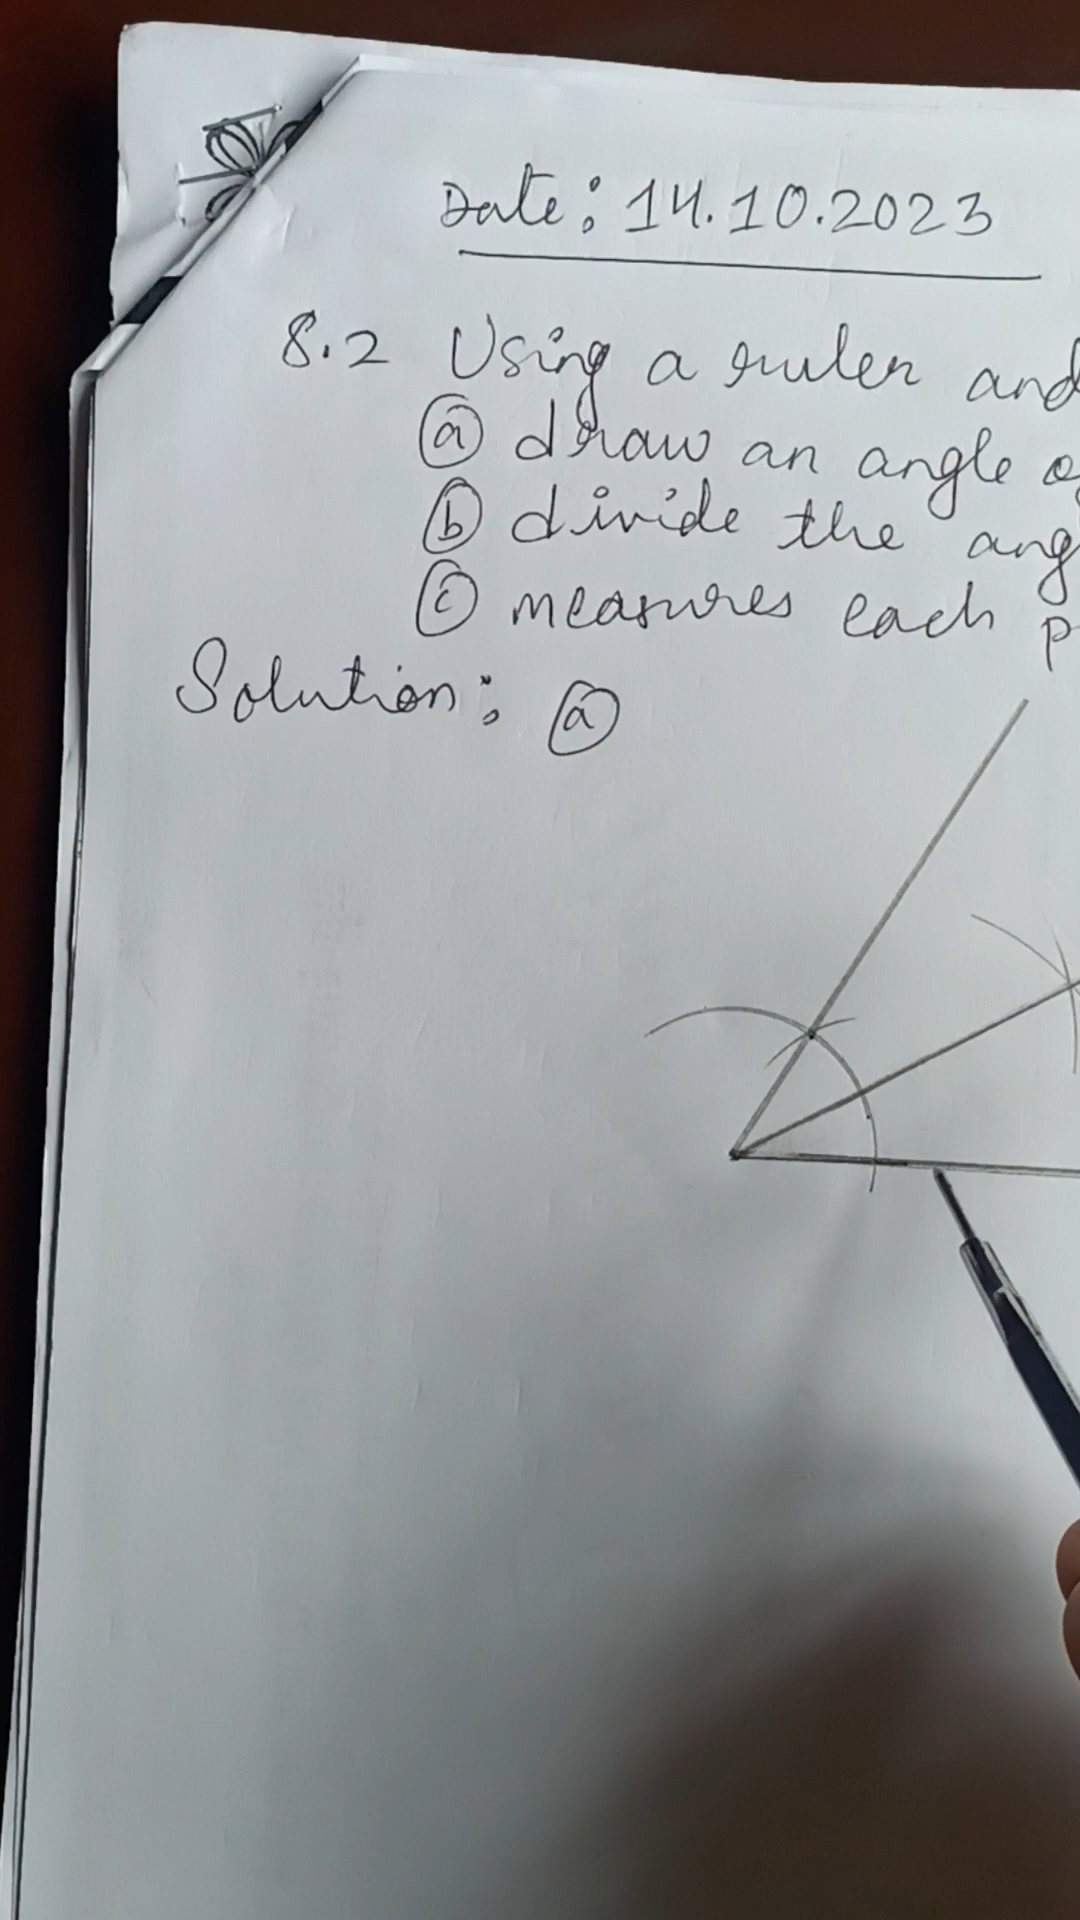 Date: 14.10.2023
8.2 Using a ruler and
a draw an angle
b divide the
c measures each
Solution: a